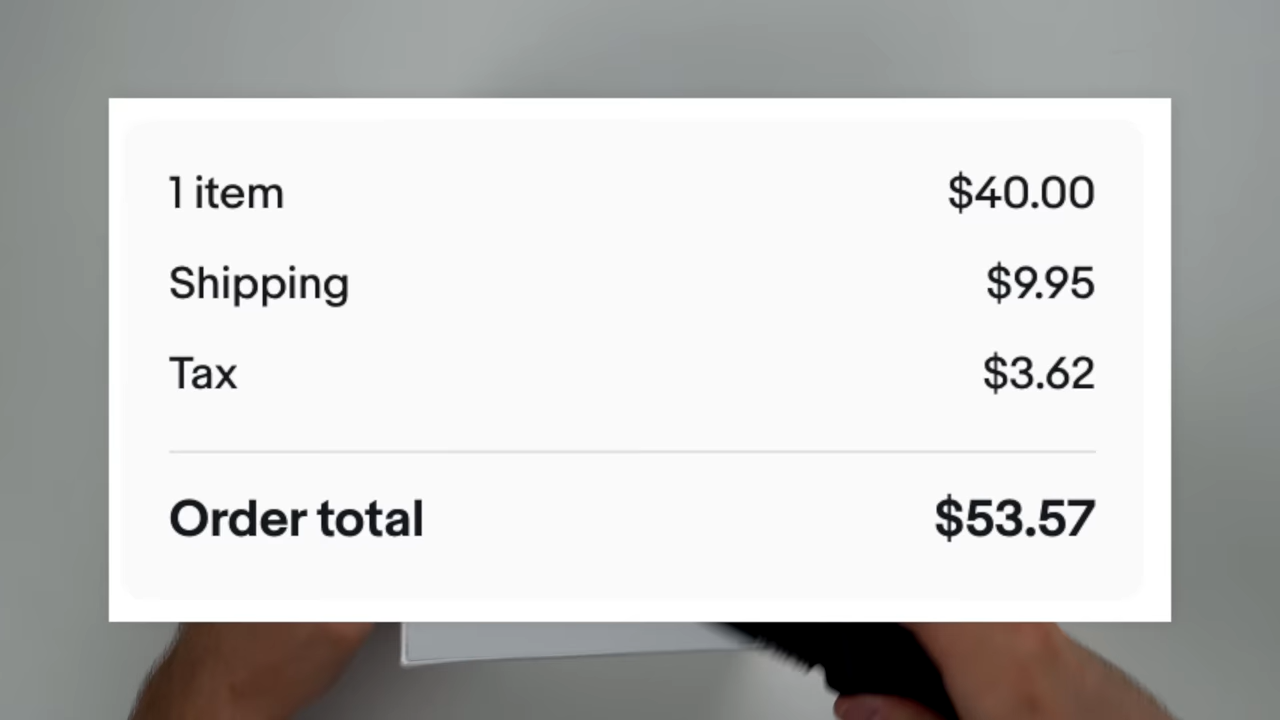 1 item $40.00
Shipping $9.95
Tax $3.62
Order total $53.57